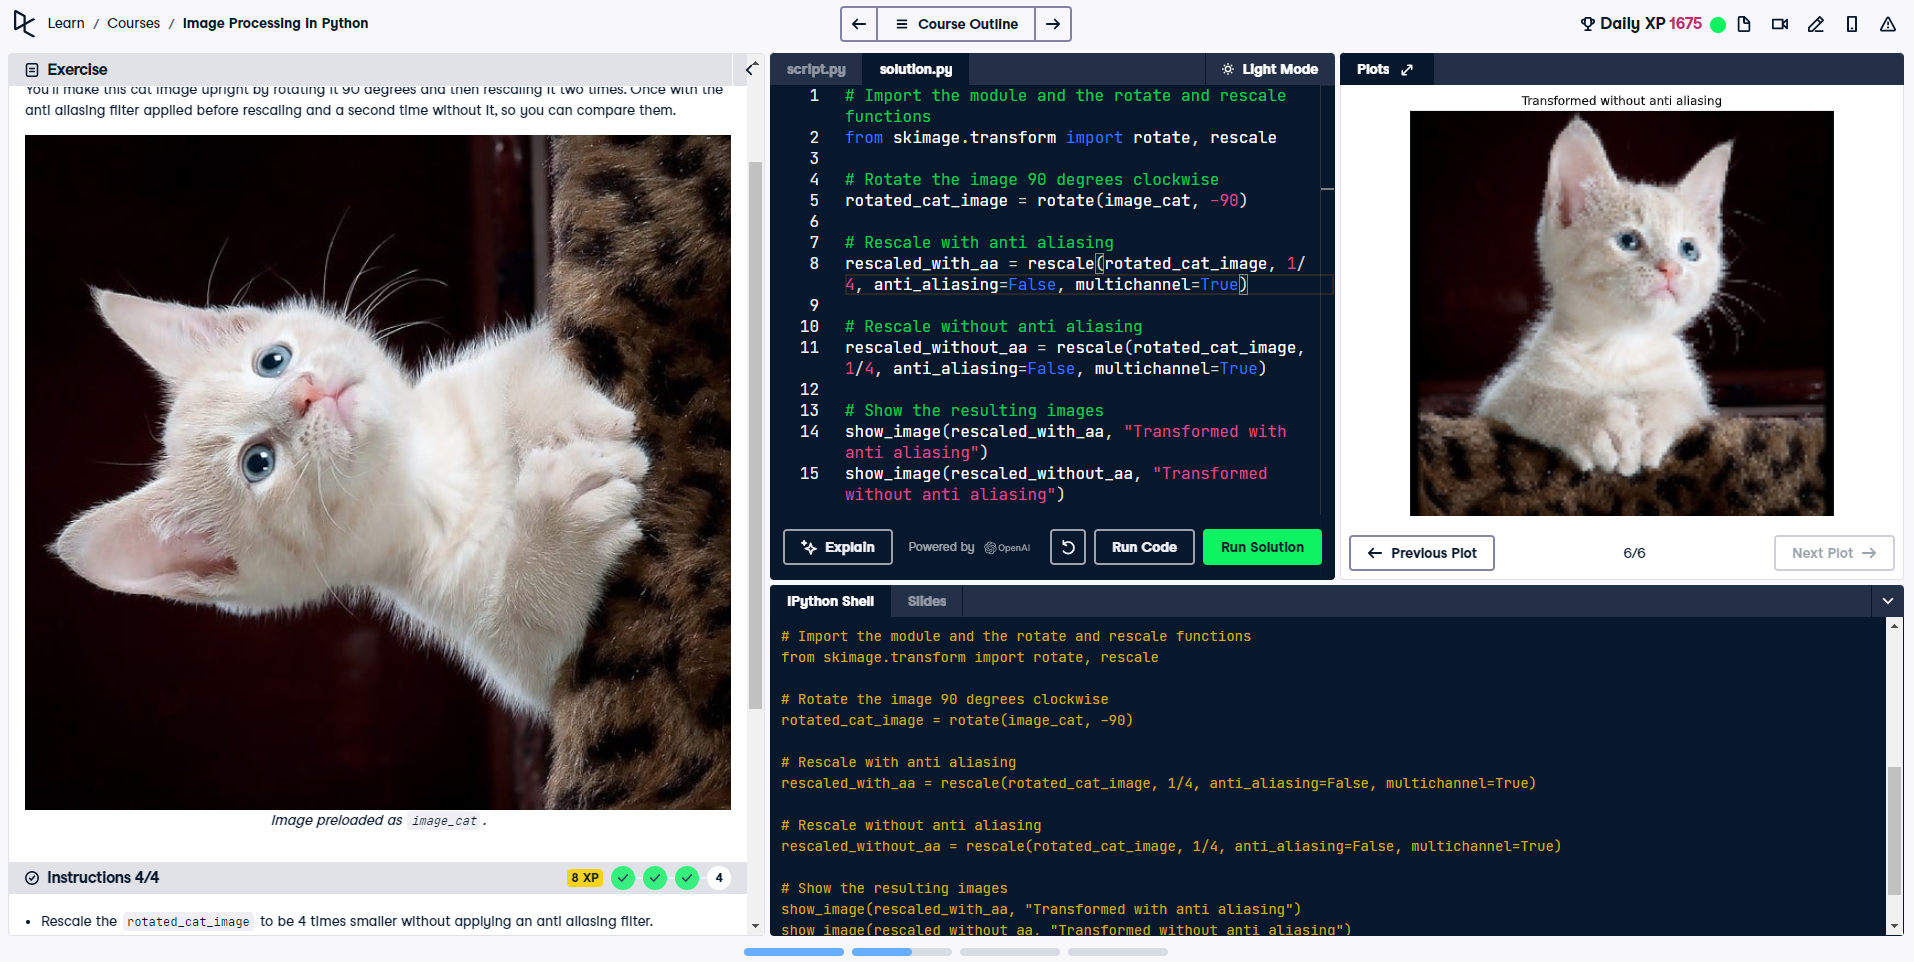 Learn / Courses / Image Processing in Python
Course Outline
Daily XP 1675
Exercise
You'll make this cat image upright by rotating it 90 degrees and then rescaling it two times. Once with the
anti aliasing filter applied before rescaling and a second time without it, so you can compare them.
Image preloaded as image_cat.
Instructions 4/4
8 XP
4
• Rescale the rotated_cat_image to be 4 times smaller without applying an anti aliasing filter.
script.py
solution.py
Light Mode
1 # Import the module and the rotate and rescale
functions
2 from skimage.transform import rotate, rescale
3
4 # Rotate the image 90 degrees clockwise
5 rotated_cat_image = rotate(image_cat, -90)
6
7 # Rescale with anti aliasing
8 rescaled_with_aa = rescale(rotated_cat_image, 1/
4, anti_aliasing=False, multichannel=True)
9
10 # Rescale without anti aliasing
11 rescaled_without_aa = rescale(rotated_cat_image,
1/4, anti_aliasing=False, multichannel=True)
12
13 # Show the resulting images
14 show_image(rescaled_with_aa, "Transformed with
anti aliasing")
15 show_image(rescaled_without_aa, "Transformed
without anti aliasing")
Explain
Powered by OpenAI
Run Code
Run Solution
Plots
Transformed without anti aliasing
Previous Plot
6/6
Next Plot
IPython Shell
Slides
# Import the module and the rotate and rescale functions
from skimage.transform import rotate, rescale
# Rotate the image 90 degrees clockwise
rotated_cat_image = rotate(image_cat, -90)
# Rescale with anti aliasing
rescaled_with_aa = rescale(rotated_cat_image, 1/4, anti_aliasing=False, multichannel=True)
# Rescale without anti aliasing
rescaled_without_aa = rescale(rotated_cat_image, 1/4, anti_aliasing=False, multichannel=True)
# Show the resulting images
show_image(rescaled_with_aa, "Transformed with anti aliasing")
show_image(rescaled_without_aa, "Transformed without anti aliasing")